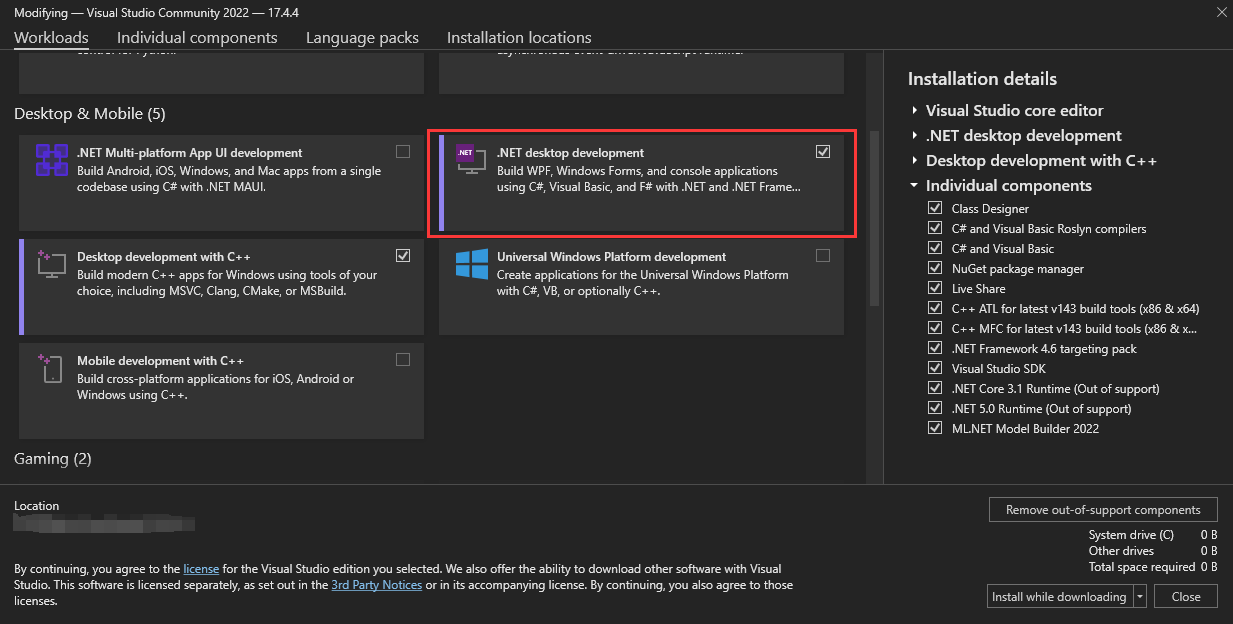 Modifying — Visual Studio Community 2022 — 17.4.4
Workloads
Individual components
Language packs
Installation locations
Desktop & Mobile (5)
.NET Multi-platform App UI development
Build Android, iOS, Windows, and Mac apps from a single
codebase using C# with .NET MAUI.
.NET
.NET desktop development
Build WPF, Windows Forms, and console applications
using C#, Visual Basic, and F# with .NET and .NET Frame...
Desktop development with C++
Build modern C++ apps for Windows using tools of your
choice, including MSVC, Clang, CMake, or MSBuild.
Universal Windows Platform development
Create applications for the Universal Windows Platform
with C#, VB, or optionally C++.
Mobile development with C++
Build cross-platform applications for iOS, Android or
Windows using C++.
Gaming (2)
Installation details
Visual Studio core editor
.NET desktop development
Desktop development with C++
Individual components
Class Designer
C# and Visual Basic Roslyn compilers
C# and Visual Basic
NuGet package manager
Live Share
C++ ATL for latest v143 build tools (x86 & x64)
C++ MFC for latest v143 build tools (x86 & x...
.NET Framework 4.6 targeting pack
Visual Studio SDK
.NET Core 3.1 Runtime (Out of support)
.NET 5.0 Runtime (Out of support)
ML.NET Model Builder 2022
Location
By continuing, you agree to the license for the Visual Studio edition you selected. We also offer the ability to download other software with Visual
Studio. This software is licensed separately, as set out in the 3rd Party Notices or in its accompanying license. By continuing, you also agree to those
licenses.
Remove out-of-support components
System drive (C) 0 B
Other drives 0 B
Total space required 0 B
Install while downloading
Close